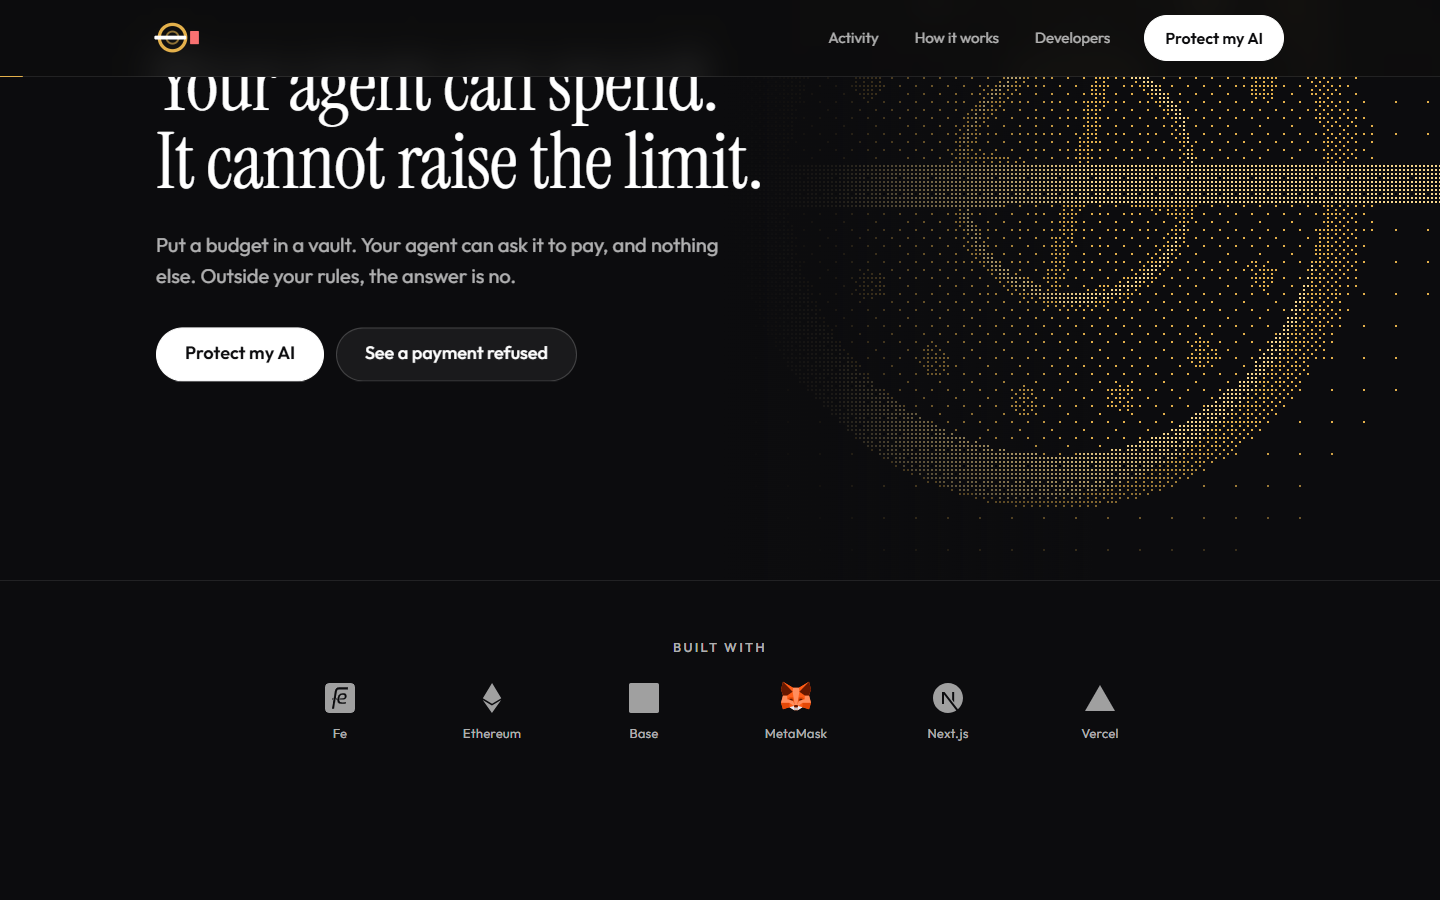 Activity
How it works
Developers
Protect my AI
Your agent can spend.
It cannot raise the limit.
Put a budget in a vault. Your agent can ask it to pay, and nothing
else. Outside your rules, the answer is no.
Protect my AI
See a payment refused
BUILT WITH
Fe
Fe
Ethereum
Base
MetaMask
N
Next.js
Vercel